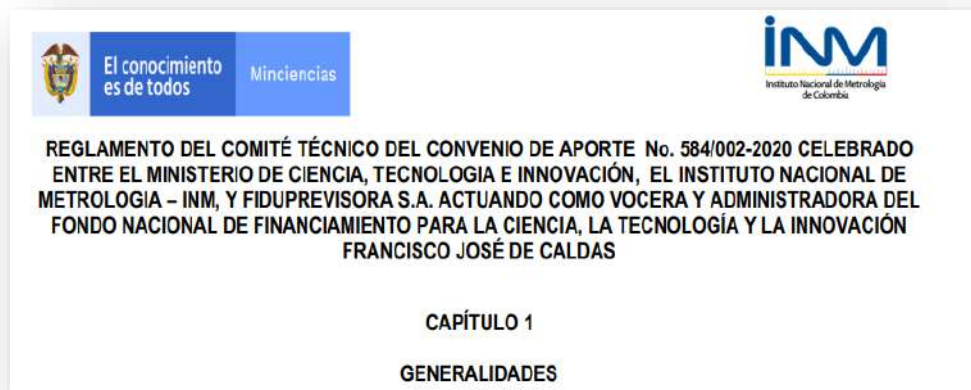 El conocimiento
es de todos
Minciencias
INM
Instituto Nacional de Metrología
de Colombia
REGLAMENTO DEL COMITÉ TÉCNICO DEL CONVENIO DE APORTE No. 584/002-2020 CELEBRADO
ENTRE EL MINISTERIO DE CIENCIA, TECNOLOGIA E INNOVACIÓN, EL INSTITUTO NACIONAL DE
METROLOGIA – INM, Y FIDUPREVISORA S.A. ACTUANDO COMO VOCERA Y ADMINISTRADORA DEL
FONDO NACIONAL DE FINANCIAMIENTO PARA LA CIENCIA, LA TECNOLOGÍA Y LA INNOVACIÓN
FRANCISCO JOSÉ DE CALDAS
CAPÍTULO 1
GENERALIDADES